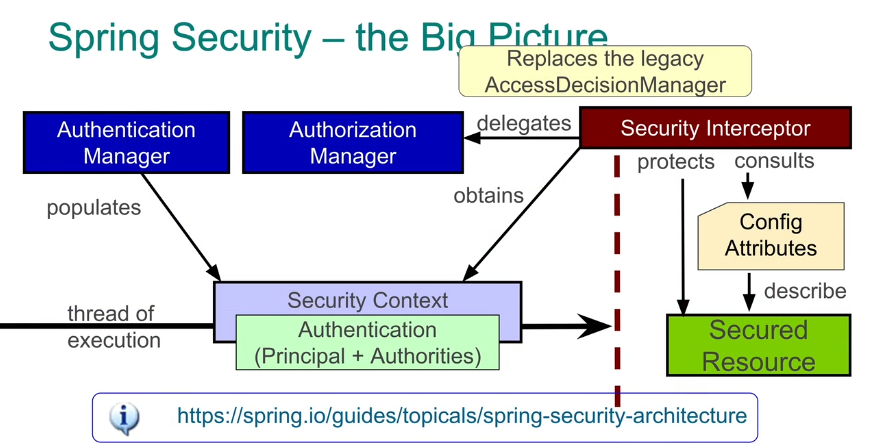 Spring Security – the Big Picture
Replaces the legacy
AccessDecisionManager
Authentication
Manager
Authorization
Manager
delegates
Security Interceptor
protects
consults
populates
obtains
Config
Attributes
describe
thread of
execution
Security Context
Authentication
(Principal + Authorities)
Secured
Resource
https://spring.io/guides/topicals/spring-security-architecture